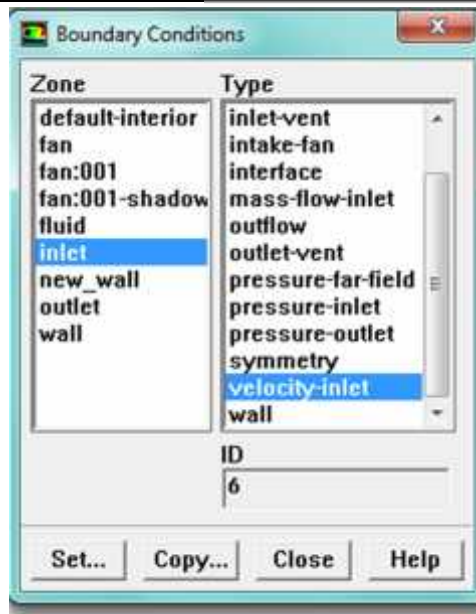 Boundary Conditions
Zone
default-interior
fan
fan:001
fan:001-shadow
fluid
inlet
new_wall
outlet
wall
Type
inlet-vent
intake-fan
interface
mass-flow-inlet
outflow
outlet-vent
pressure-far-field
pressure-inlet
pressure-outlet
symmetry
velocity-inlet
wall
ID
6
Set... Copy... Close Help